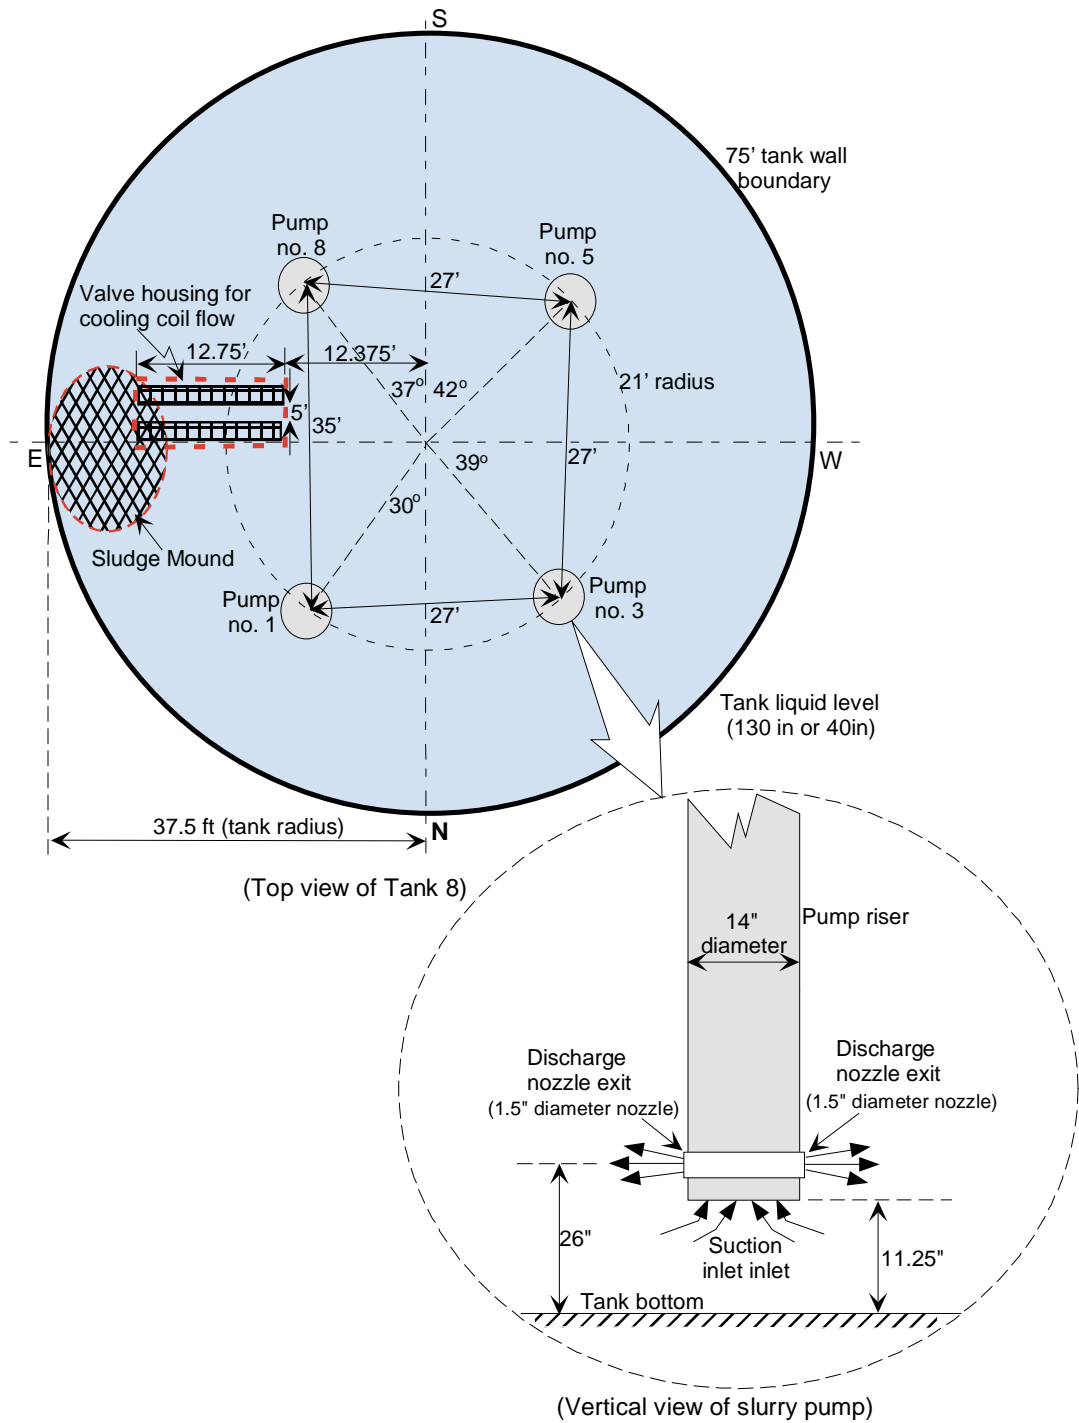 S
75’ tank wall
boundary
Pump
no. 8
Pump
no. 5
27’
Valve housing for
cooling coil flow
12.75’
12.375’
37o
42o
21’ radius
5’
35’
E
W
39o
27’
30o
Sludge Mound
Pump
no. 1
27’
Pump
no. 3
Tank liquid level
(130 in or 40in)
37.5 ft (tank radius)
N
(Top view of Tank 8)
14"
diameter
Pump riser
Discharge
nozzle exit
(1.5" diameter nozzle)
Discharge
nozzle exit
(1.5" diameter nozzle)
26"
Suction
inlet inlet
11.25"
Tank bottom
(Vertical view of slurry pump)